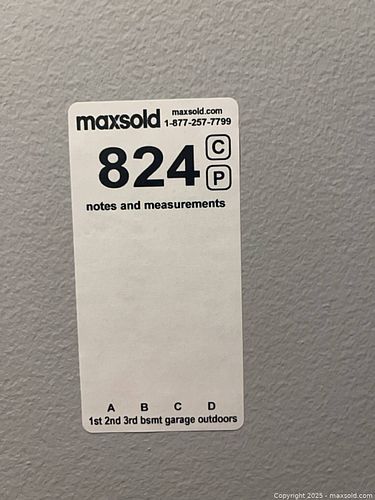 maxsold maxsold.com
1-877-257-7799
824 C
P
notes and measurements
A B C D
1st 2nd 3rd bsmt garage outdoors
Copyright 2025 - maxsold.com